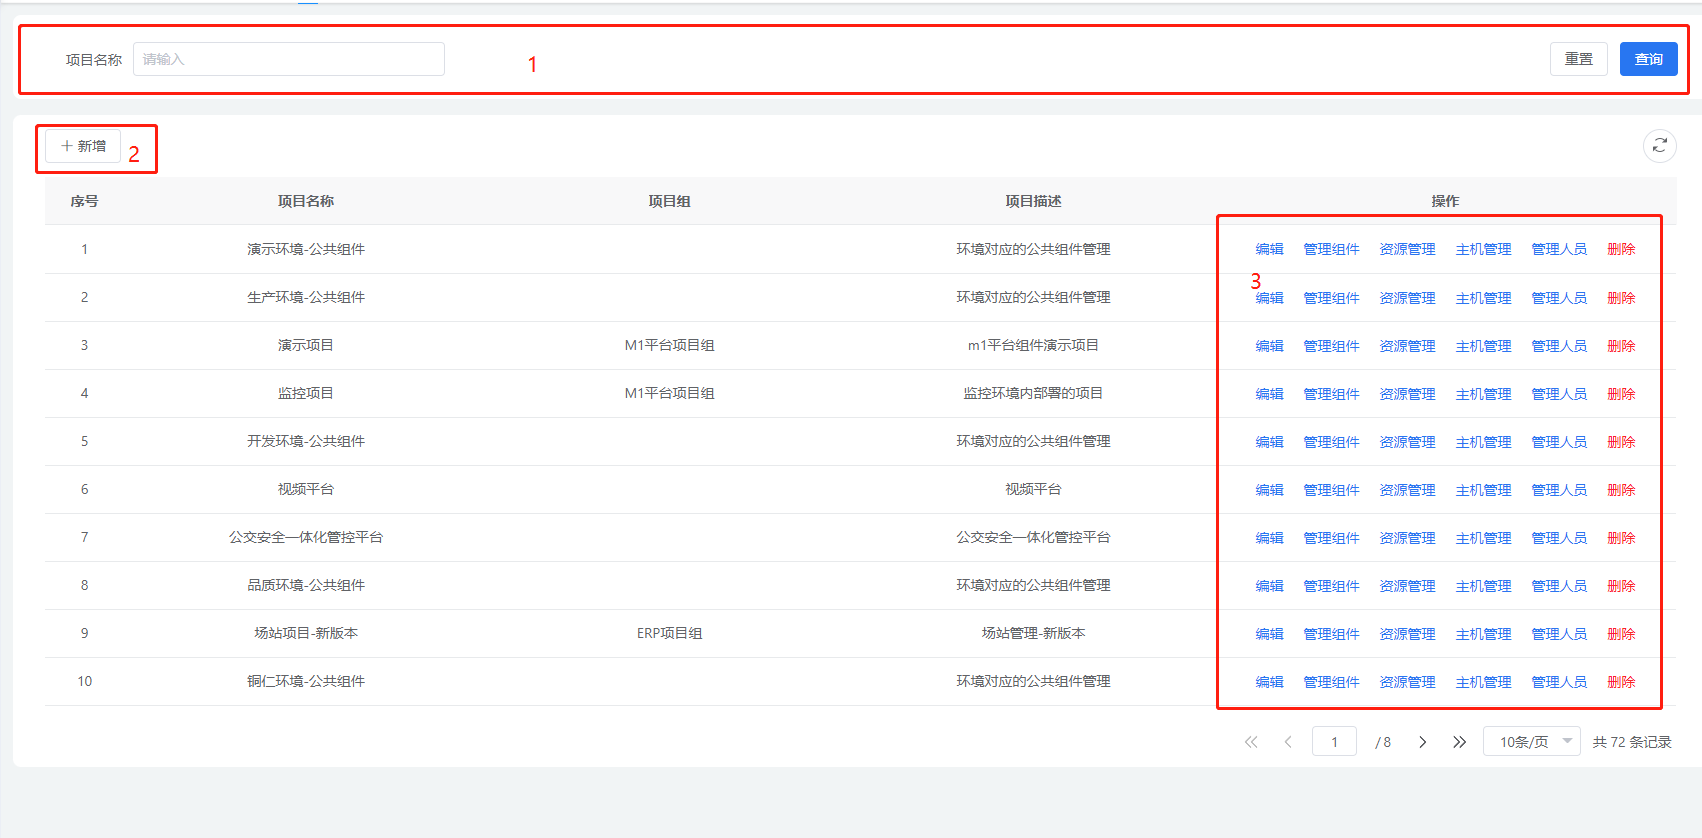 项目名称 请输入 1 重置 查询
+ 新增 2
序号 项目名称 项目组 项目描述 操作
1 演示环境-公共组件 环境对应的公共组件管理 编辑 管理组件 资源管理 主机管理 管理人员 删除
3
2 生产环境-公共组件 环境对应的公共组件管理 编辑 管理组件 资源管理 主机管理 管理人员 删除
3 演示项目 M1平台项目组 m1平台组件演示项目 编辑 管理组件 资源管理 主机管理 管理人员 删除
4 监控项目 M1平台项目组 监控环境内部署的项目 编辑 管理组件 资源管理 主机管理 管理人员 删除
5 开发环境-公共组件 环境对应的公共组件管理 编辑 管理组件 资源管理 主机管理 管理人员 删除
6 视频平台 视频平台 编辑 管理组件 资源管理 主机管理 管理人员 删除
7 公交安全一体化管控平台 公交安全一体化管控平台 编辑 管理组件 资源管理 主机管理 管理人员 删除
8 品质环境-公共组件 环境对应的公共组件管理 编辑 管理组件 资源管理 主机管理 管理人员 删除
9 场站项目-新版本 ERP项目组 场站管理-新版本 编辑 管理组件 资源管理 主机管理 管理人员 删除
10 铜仁环境-公共组件 环境对应的公共组件管理 编辑 管理组件 资源管理 主机管理 管理人员 删除
1 /8 10条/页 共 72 条记录